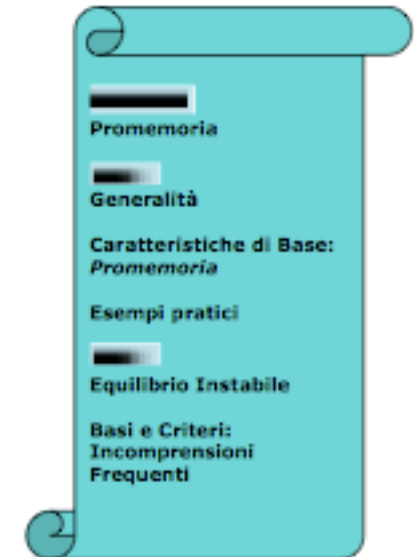 Promemoria
Generalità
Caratteristiche di Base:
Promemoria
Esempi pratici
Equilibrio Instabile
Basi e Criteri:
Incomprensioni
Frequenti